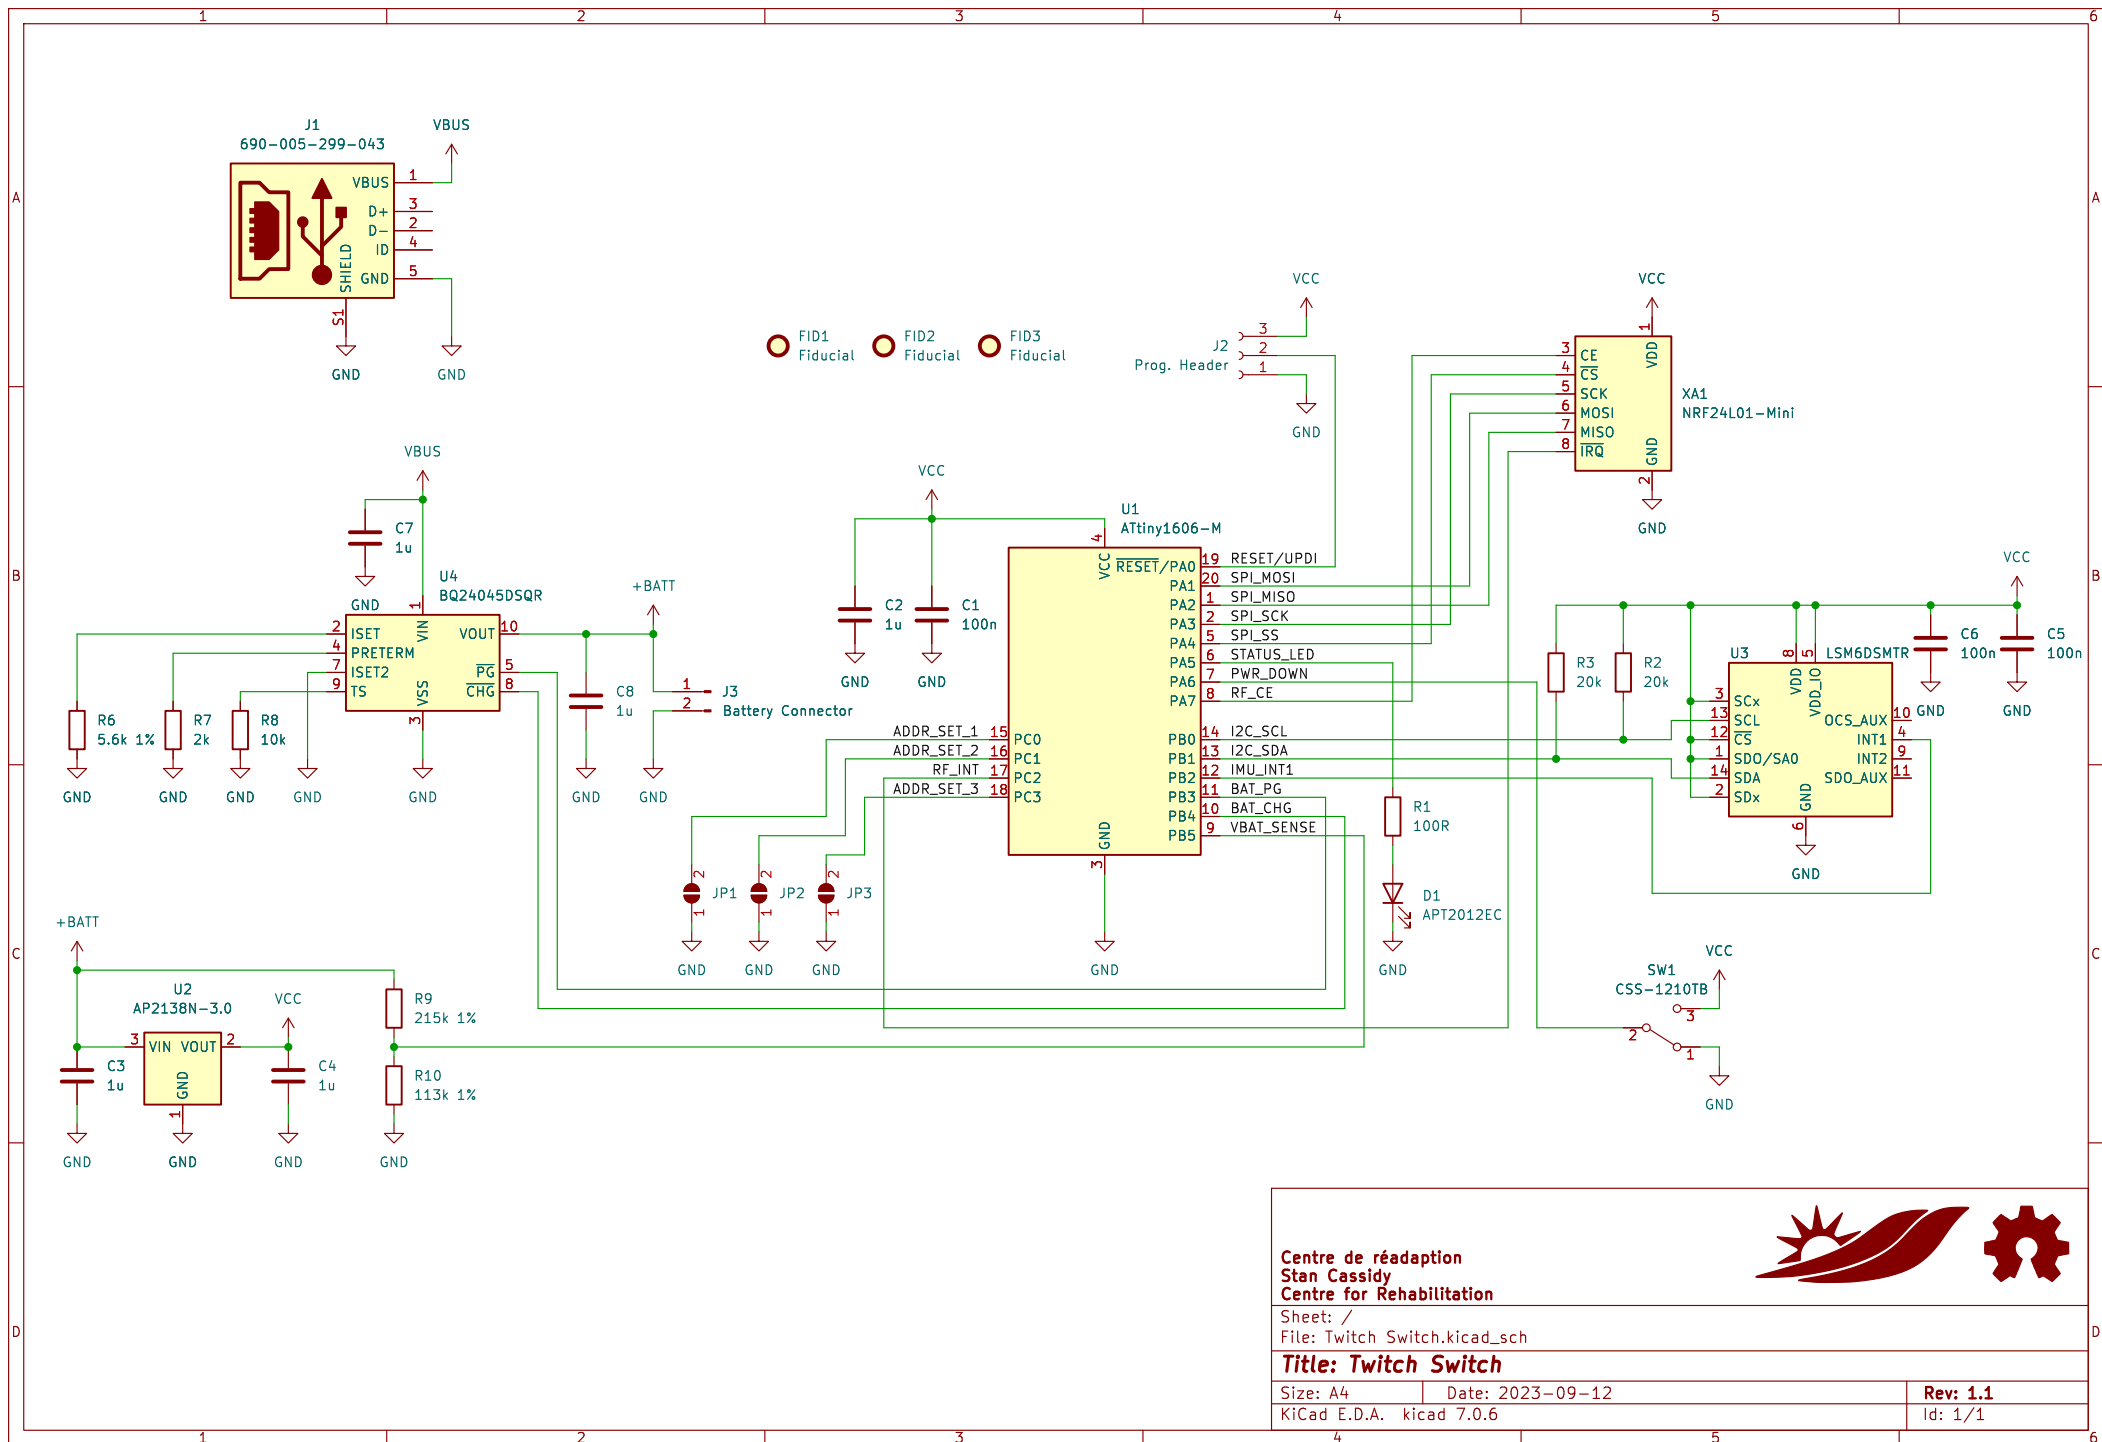 1 2 3 4 5 6
A A
B B
C C
D D
J1
690-005-299-043
VBUS
VBUS 1
D+ 3
D- 2
ID 4
GND 5
SHIELD
S1
GND
GND
FID1
Fiducial
FID2
Fiducial
FID3
Fiducial
VCC
J2
Prog. Header
3
2
1
GND
VCC
1
VDD
3 CE
4 CS
5 SCK
6 MOSI
7 MISO
8 IRQ
GND
2
GND
XA1
NRF24L01-Mini
VBUS
C7
1u
GND
U4
BQ24045DSQR
1
VIN
2 ISET
4 PRETERM
7 ISET2
9 TS
VOUT 10
PG 5
CHG 8
VSS
3
GND
R6
5.6k 1%
GND
R7
2k
GND
R8
10k
GND
GND
+BATT
C8
1u
GND
1
2
J3
Battery Connector
GND
VCC
C2
1u
GND
C1
100n
GND
U1
ATtiny1606-M
4
VCC
RESET/PA0 19 RESET/UPDI
PA1 20 SPI_MOSI
PA2 1 SPI_MISO
PA3 2 SPI_SCK
PA4 5 SPI_SS
PA5 6 STATUS_LED
PA6 7 PWR_DOWN
PA7 8 RF_CE
PB0 14 I2C_SCL
PB1 13 I2C_SDA
PB2 12 IMU_INT1
PB3 11 BAT_PG
PB4 10 BAT_CHG
PB5 9 VBAT_SENSE
ADDR_SET_1 15 PC0
ADDR_SET_2 16 PC1
RF_INT 17 PC2
ADDR_SET_3 18 PC3
GND
3
GND
2
JP1
1
GND
2
JP2
1
GND
2
JP3
1
GND
R1
100R
D1
APT2012EC
GND
R3
20k
R2
20k
U3
LSM6DSMTR
8
5
VDD
VDD_IO
3 SCx
13 SCL
12 CS
1 SDO/SA0
14 SDA
2 SDx
OCS_AUX 10
INT1 4
INT2 9
SDO_AUX 11
GND
6
GND
VCC
C6
100n
GND
C5
100n
GND
+BATT
U2
AP2138N-3.0
3 VIN VOUT 2
GND
1
GND
C3
1u
GND
VCC
C4
1u
GND
R9
215k 1%
R10
113k 1%
GND
VCC
SW1
CSS-1210TB
3
2
1
GND
Centre de réadaption
Stan Cassidy
Centre for Rehabilitation
Sheet: /
File: Twitch Switch.kicad_sch
Title: Twitch Switch
Size: A4 Date: 2023-09-12 Rev: 1.1
KiCad E.D.A. kicad 7.0.6 Id: 1/1
1 2 3 4 5 6